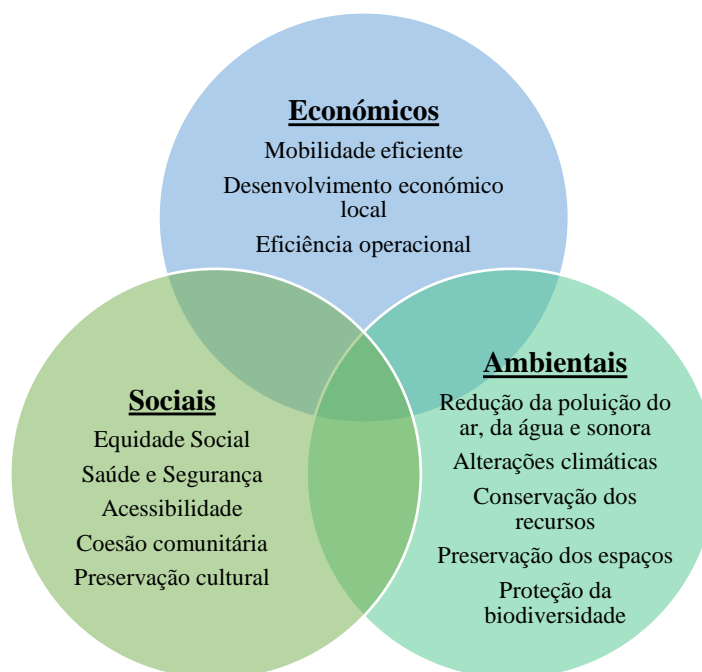 Económicos
Mobilidade eficiente
Desenvolvimento económico
local
Eficiência operacional
Sociais
Equidade Social
Saúde e Segurança
Acessibilidade
Coesão comunitária
Preservação cultural
Ambientais
Redução da poluição do
ar, da água e sonora
Alterações climáticas
Conservação dos
recursos
Preservação dos espaços
Proteção da
biodiversidade